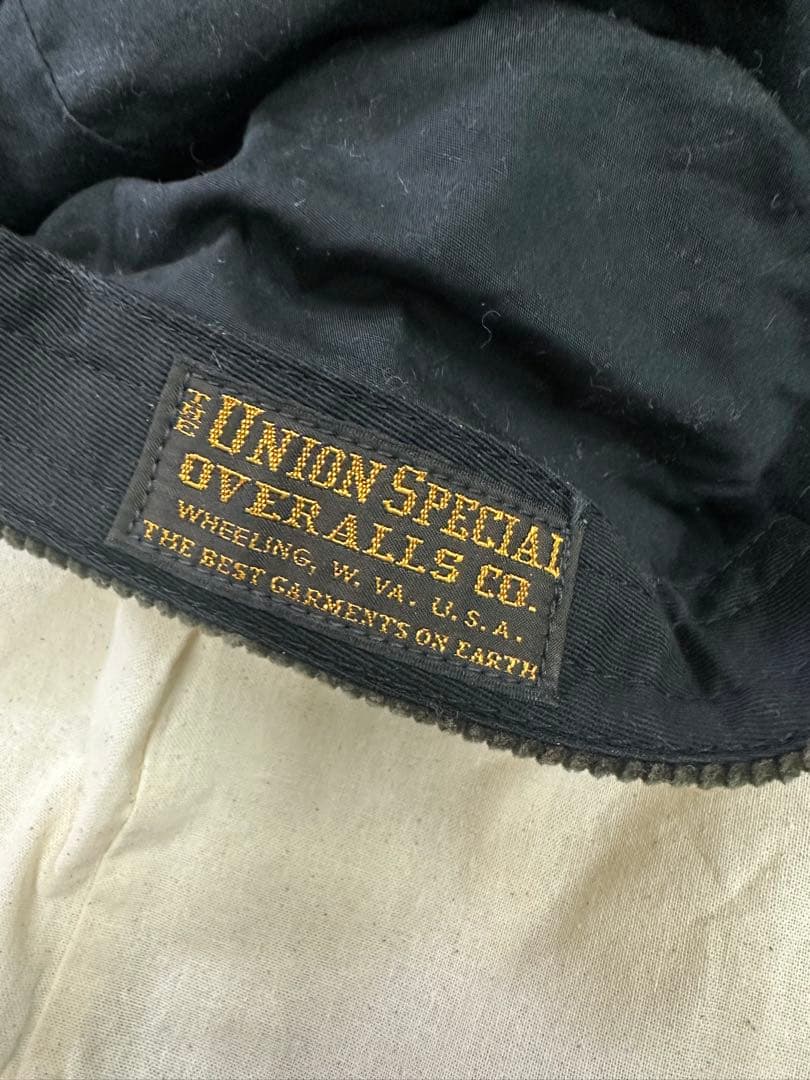 THE UNION SPECIAL
OVERALLS CO.
WHEELING, W. VA. U.S.A.
THE BEST GARMENTS ON EARTH